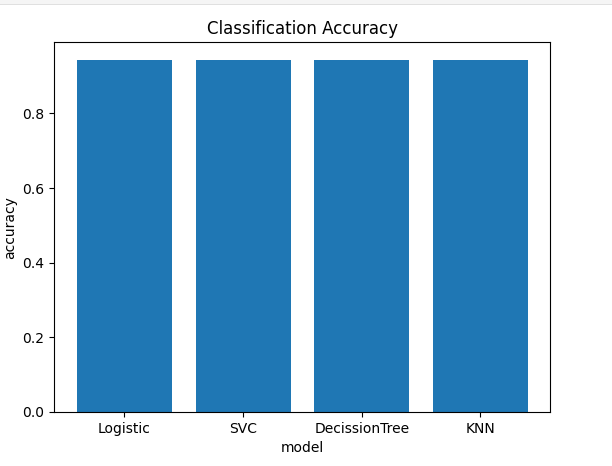 Classification Accuracy
accuracy
0.8
0.6
0.4
0.2
0.0
Logistic SVC DecissionTree KNN
model